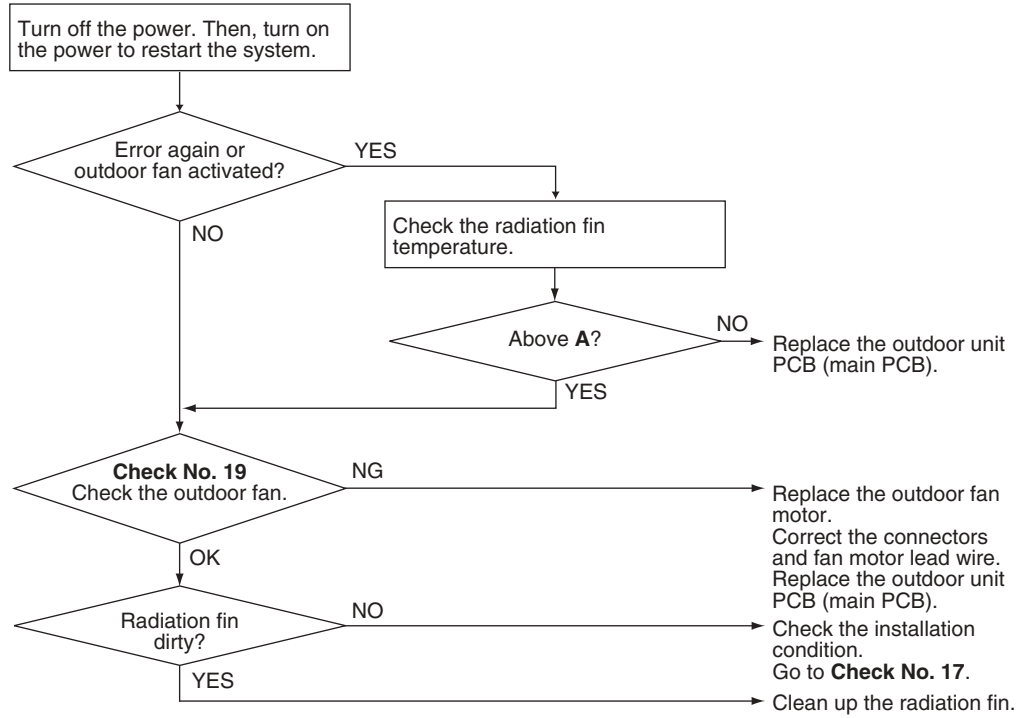 Turn off the power. Then, turn on
the power to restart the system.
Error again or
outdoor fan activated?
YES
NO
Check the radiation fin
temperature.
Above A?
NO
Replace the outdoor unit
PCB (main PCB).
YES
Check No. 19
Check the outdoor fan.
NG
Replace the outdoor fan
motor.
Correct the connectors
and fan motor lead wire.
Replace the outdoor unit
PCB (main PCB).
OK
Radiation fin
dirty?
NO
Check the installation
condition.
Go to Check No. 17.
YES
Clean up the radiation fin.